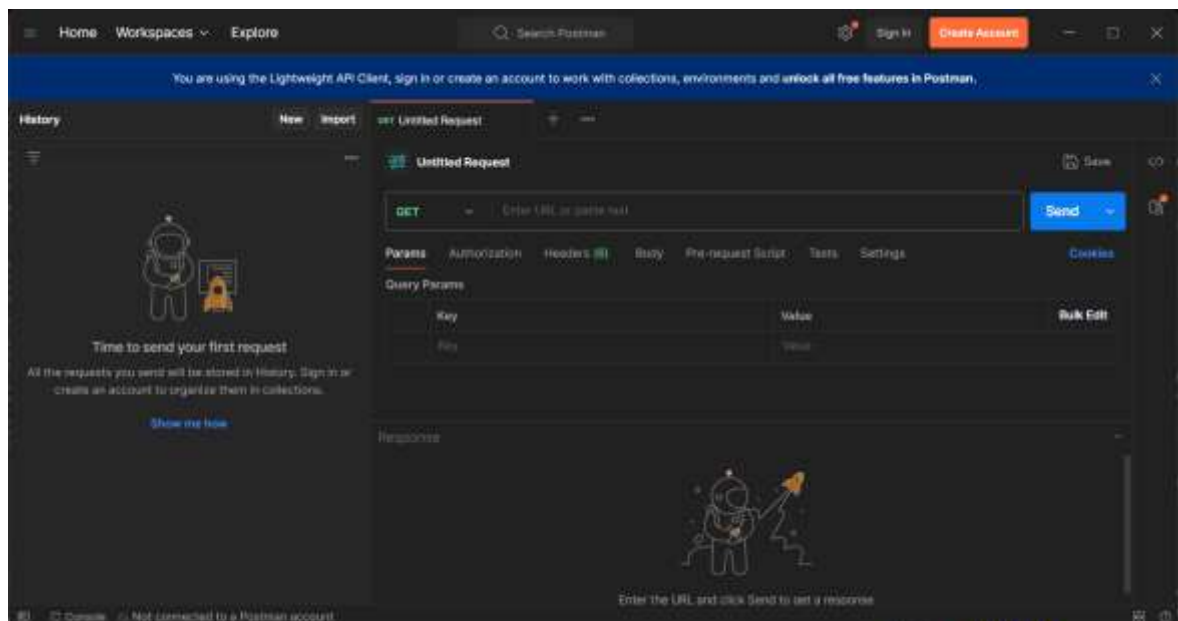 Home Workspaces Explore Search Postman Sign In Create Account
You are using the Lightweight API Client, sign in or create an account to work with collections, environments and unlock all free features in Postman.
History New Import GET Untitled Request
Untitled Request Save
GET Enter URL or paste text Send
Params Authorization Headers (6) Body Pre-request Script Tests Settings Cookies
Query Params
Key Value Bulk Edit
Key Value
Time to send your first request
All the requests you send will be stored in History. Sign in or
create an account to organize them in collections.
Show me how
Response
Enter the URL and click Send to get a response
Console Not connected to a Postman account